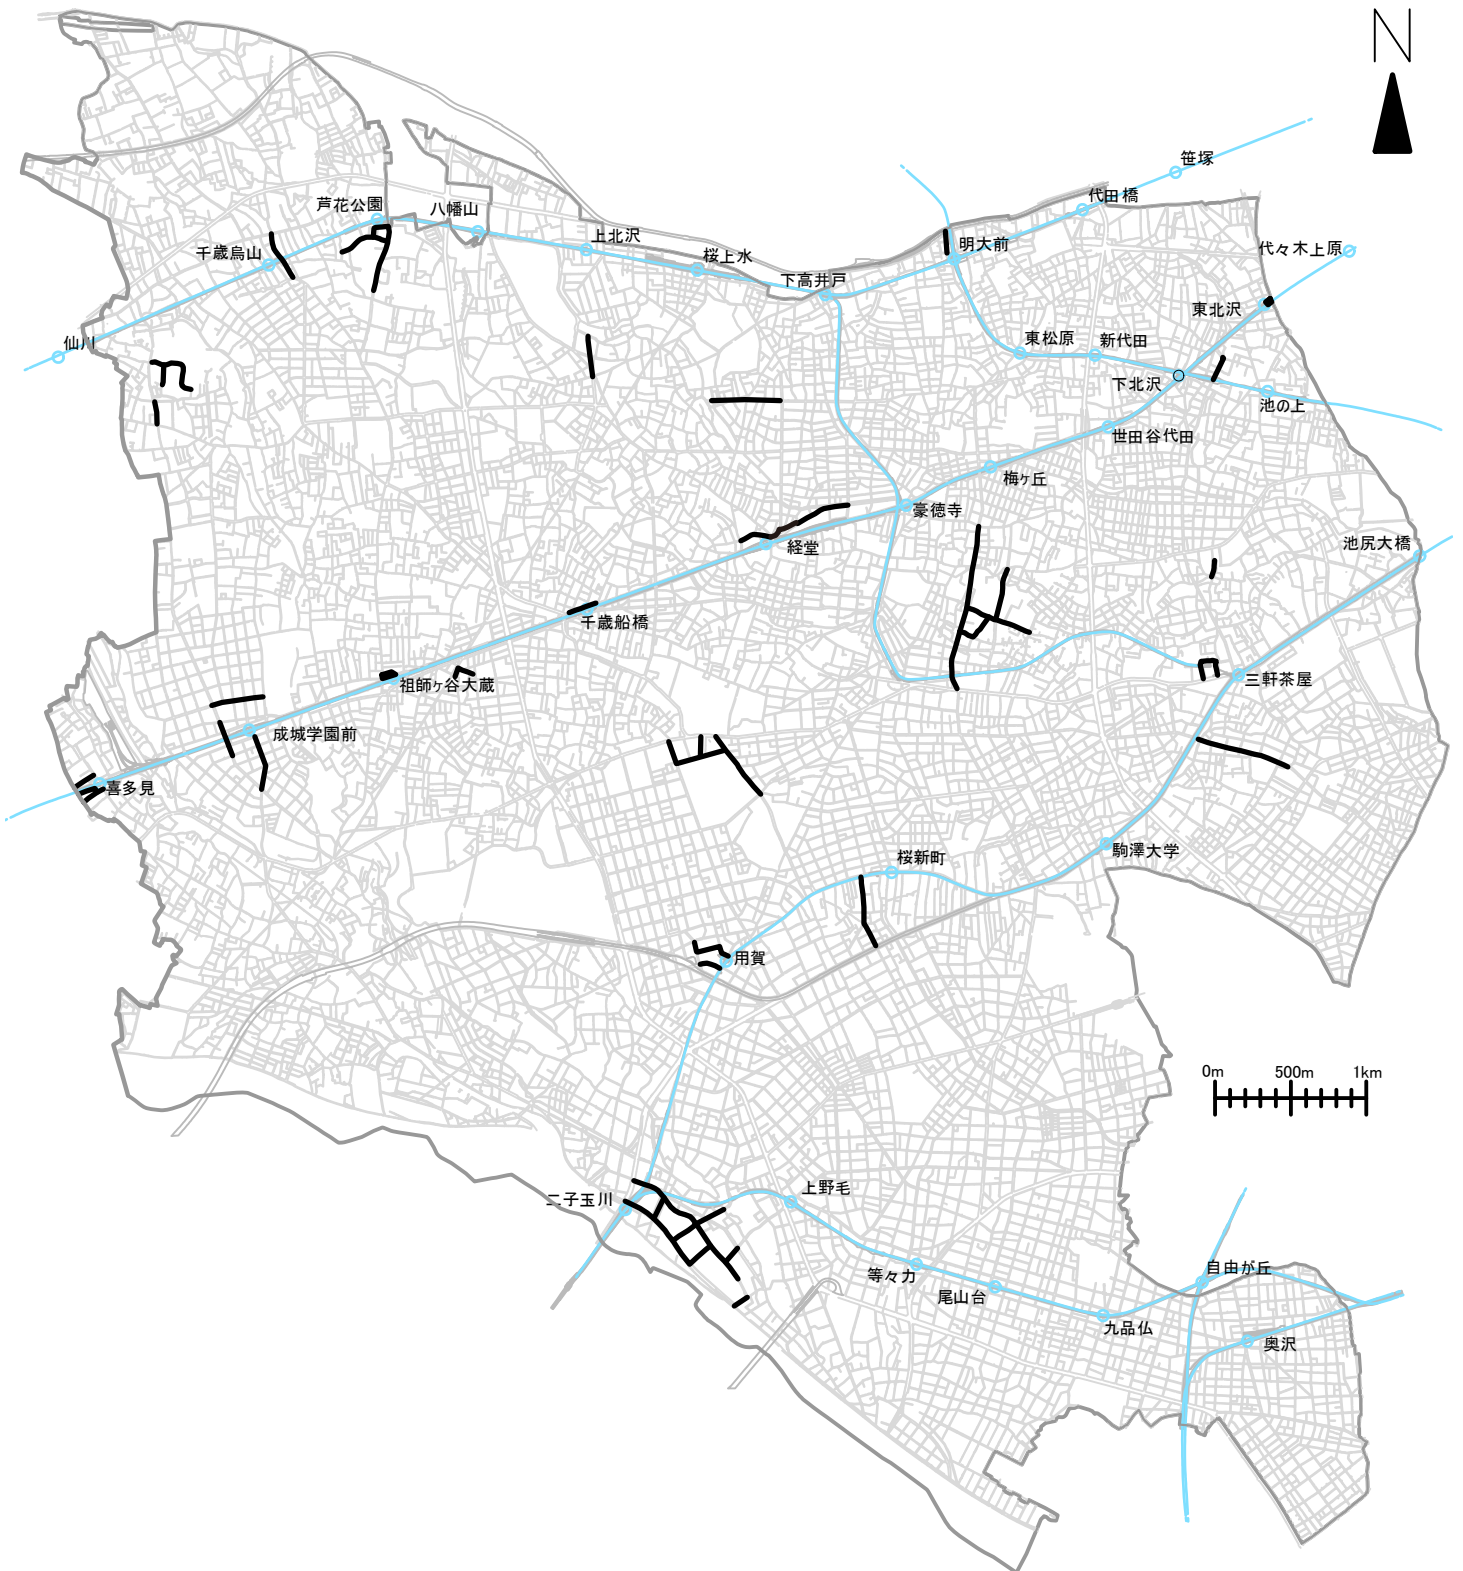 N
笹塚
代田橋
芦花公園
八幡山
千歳烏山
上北沢
明大前
代々木上原
桜上水
下高井戸
東北沢
仙川
東松原
新代田
下北沢
池の上
世田谷代田
梅ヶ丘
豪徳寺
経堂
池尻大橋
千歳船橋
祖師ヶ谷大蔵
三軒茶屋
成城学園前
喜多見
駒澤大学
桜新町
用賀
0m 500m 1km
二子玉川
上野毛
等々力
自由が丘
尾山台
九品仏
奥沢